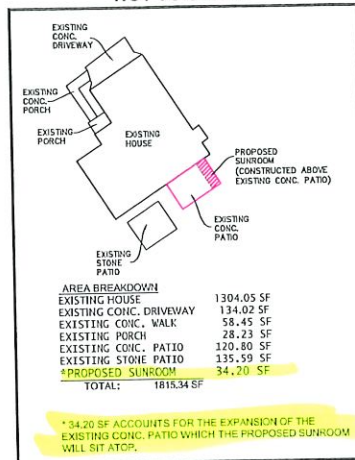 EXISTING
CONC.
DRIVEWAY
EXISTING
CONC.
PORCH
EXISTING
PORCH
EXISTING
HOUSE
PROPOSED
SUNROOM
(CONSTRUCTED ABOVE
EXISTING CONC. PATIO)
EXISTING
CONC.
PATIO
EXISTING
STONE
PATIO
AREA BREAKDOWN
EXISTING HOUSE 1304.05 SF
EXISTING CONC. DRIVEWAY 134.02 SF
EXISTING CONC. WALK 58.45 SF
EXISTING PORCH 28.23 SF
EXISTING CONC. PATIO 120.80 SF
EXISTING STONE PATIO 135.59 SF
*PROPOSED SUNROOM 34.20 SF
TOTAL: 1815.34 SF
* 34.20 SF ACCOUNTS FOR THE EXPANSION OF THE
EXISTING CONC. PATIO WHICH THE PROPOSED SUNROOM
WILL SIT ATOP.